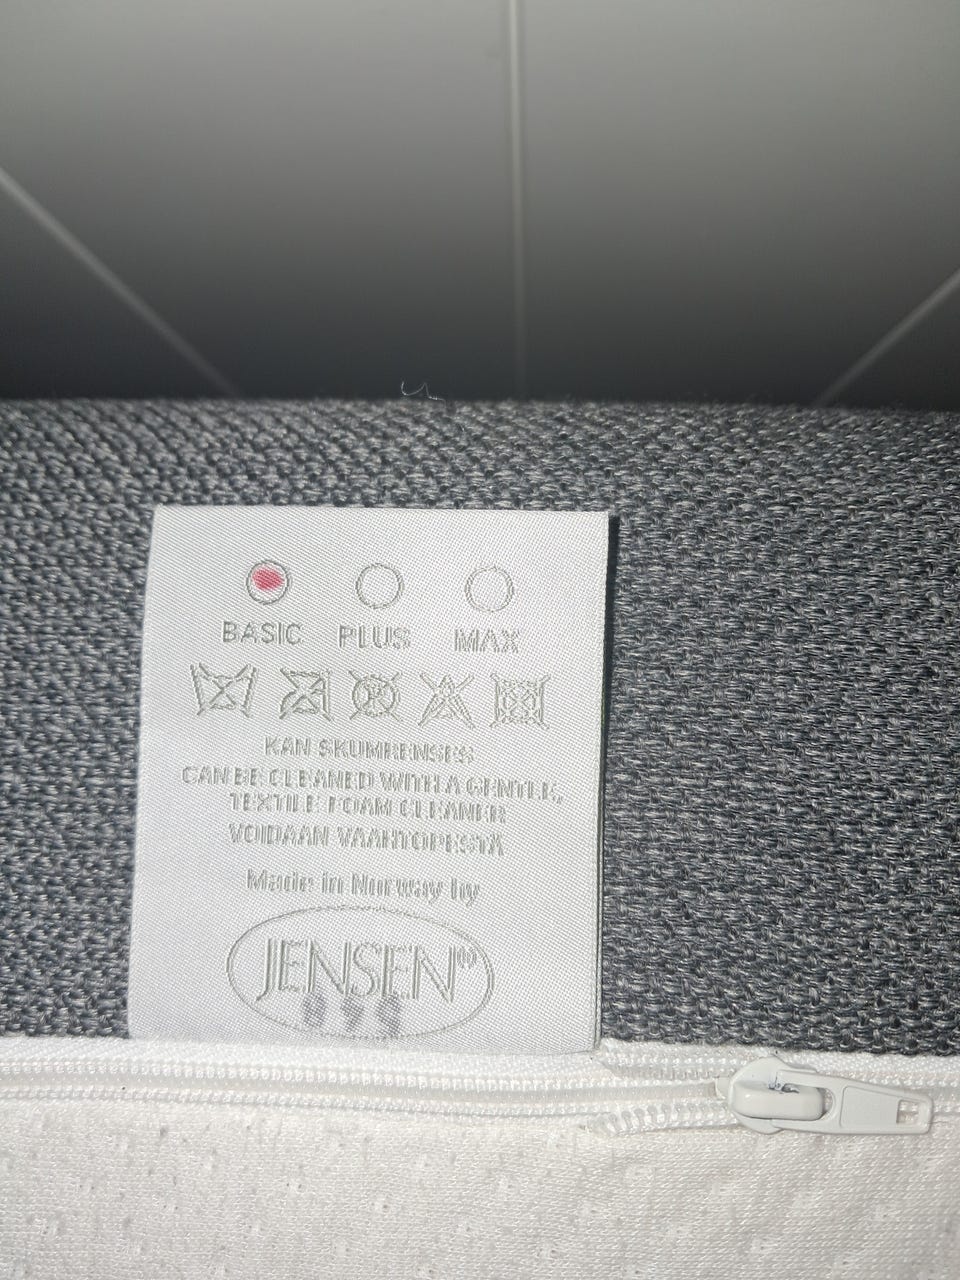 BASIC PLUS MAX
KAN SKUMRENSES
CAN BE CLEANED WITH A GENTLE,
TEXTILE FOAM CLEANER
VOIDAAN VAAHTOPESTÄ
Made in Norway by
JENSEN®